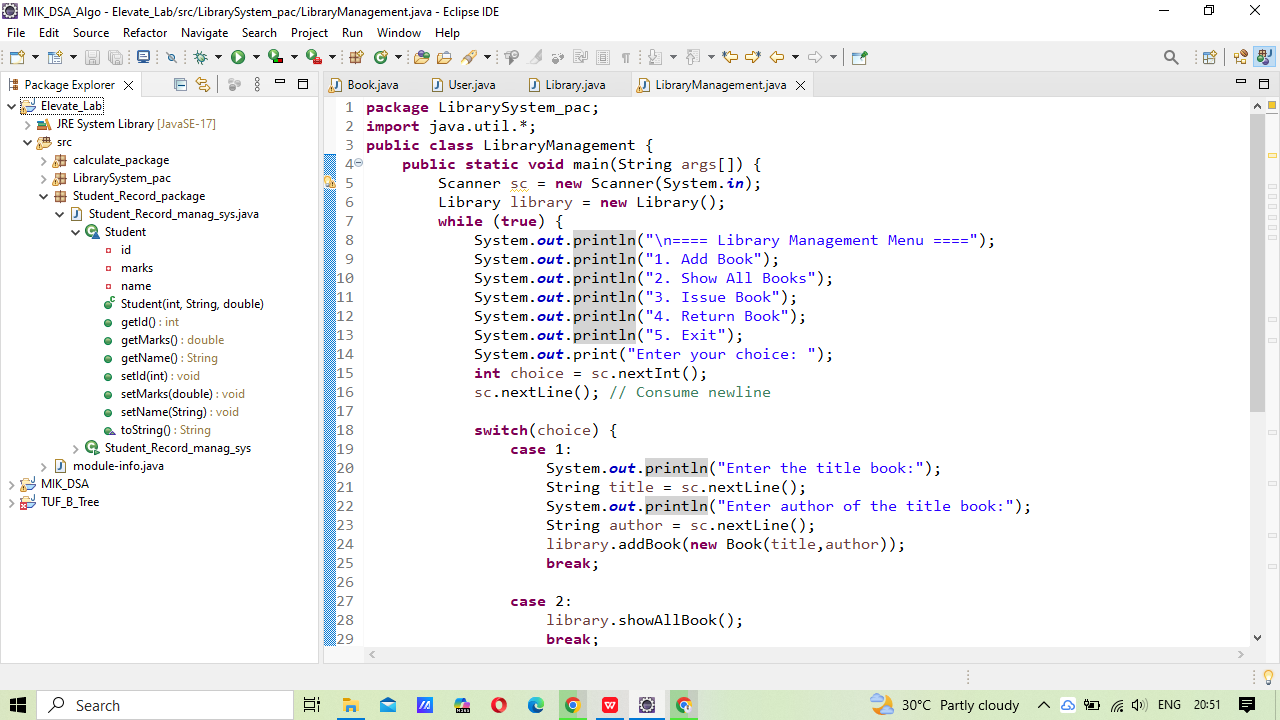 MIK_DSA_Algo - Elevate_Lab/src/LibrarySystem_pac/LibraryManagement.java - Eclipse IDE
File Edit Source Refactor Navigate Search Project Run Window Help
Package Explorer
Elevate_Lab
JRE System Library [JavaSE-17]
src
calculate_package
LibrarySystem_pac
Student_Record_package
Student_Record_manag_sys.java
Student
id
marks
name
Student(int, String, double)
getId() : int
getMarks() : double
getName() : String
setId(int) : void
setMarks(double) : void
setName(String) : void
toString() : String
Student_Record_manag_sys
module-info.java
MIK_DSA
TUF_B_Tree
Book.java User.java Library.java LibraryManagement.java
1 package LibrarySystem_pac;
2 import java.util.*;
3 public class LibraryManagement {
4     public static void main(String args[]) {
5         Scanner sc = new Scanner(System.in);
6         Library library = new Library();
7         while (true) {
8             System.out.println("\n==== Library Management Menu ====");
9             System.out.println("1. Add Book");
10             System.out.println("2. Show All Books");
11             System.out.println("3. Issue Book");
12             System.out.println("4. Return Book");
13             System.out.println("5. Exit");
14             System.out.print("Enter your choice: ");
15             int choice = sc.nextInt();
16             sc.nextLine(); // Consume newline
17
18             switch(choice) {
19                 case 1:
20                     System.out.println("Enter the title book:");
21                     String title = sc.nextLine();
22                     System.out.println("Enter author of the title book:");
23                     String author = sc.nextLine();
24                     library.addBook(new Book(title,author));
25                     break;
26
27                 case 2:
28                     library.showAllBook();
29                     break;
Search
30°C Partly cloudy ENG 20:51